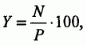 Y = N/P · 100,